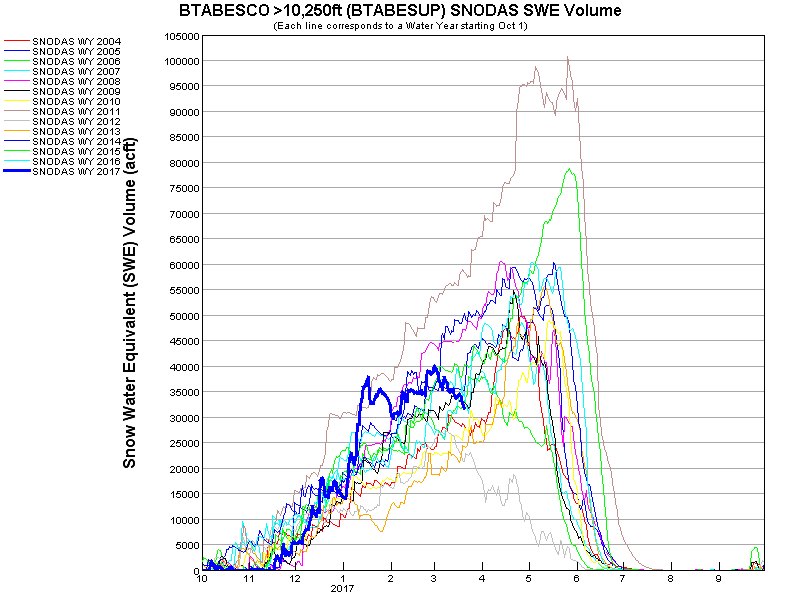 BTABESCO >10,250ft (BTABESUP) SNODAS SWE Volume
(Each line corresponds to a Water Year starting Oct 1)
SNODAS WY 2004
SNODAS WY 2005
SNODAS WY 2006
SNODAS WY 2007
SNODAS WY 2008
SNODAS WY 2009
SNODAS WY 2010
SNODAS WY 2011
SNODAS WY 2012
SNODAS WY 2013
SNODAS WY 2014
SNODAS WY 2015
SNODAS WY 2016
SNODAS WY 2017
Snow Water Equivalent (SWE) Volume (acft)
105000
100000
95000
90000
85000
80000
75000
70000
65000
60000
55000
50000
45000
40000
35000
30000
25000
20000
15000
10000
5000
0
10 11 12 1 2 3 4 5 6 7 8 9
2017